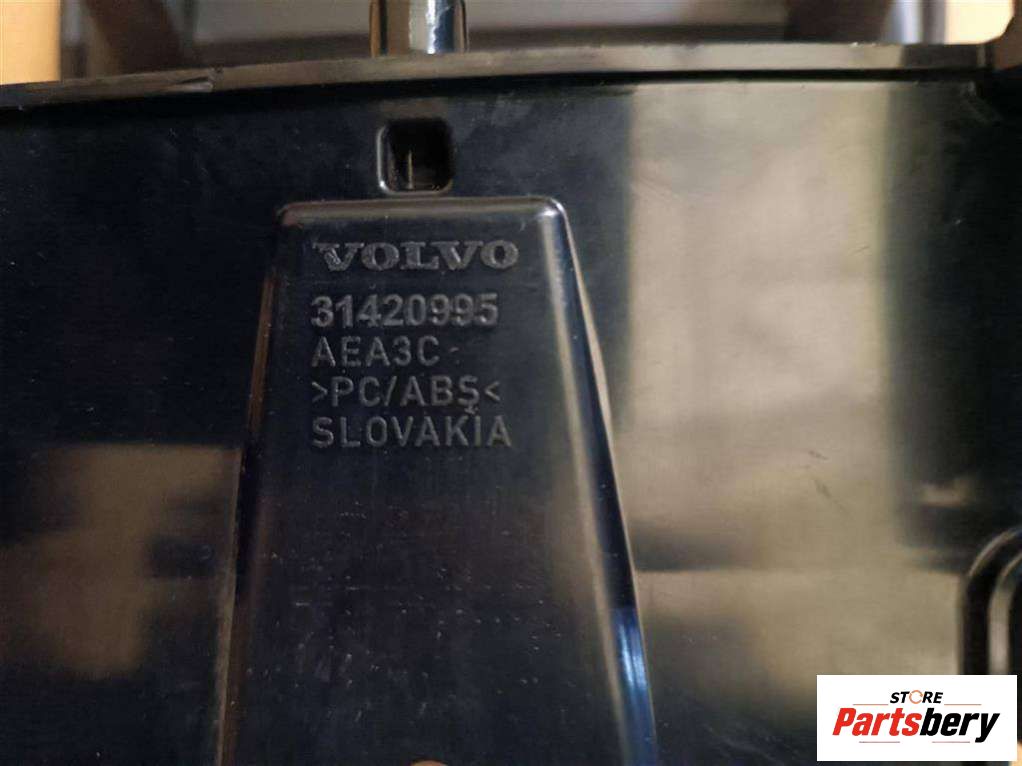 VOLVO
31420995
AEA3C
>PC/ABS<
SLOVAKIA
STORE
Partsbery